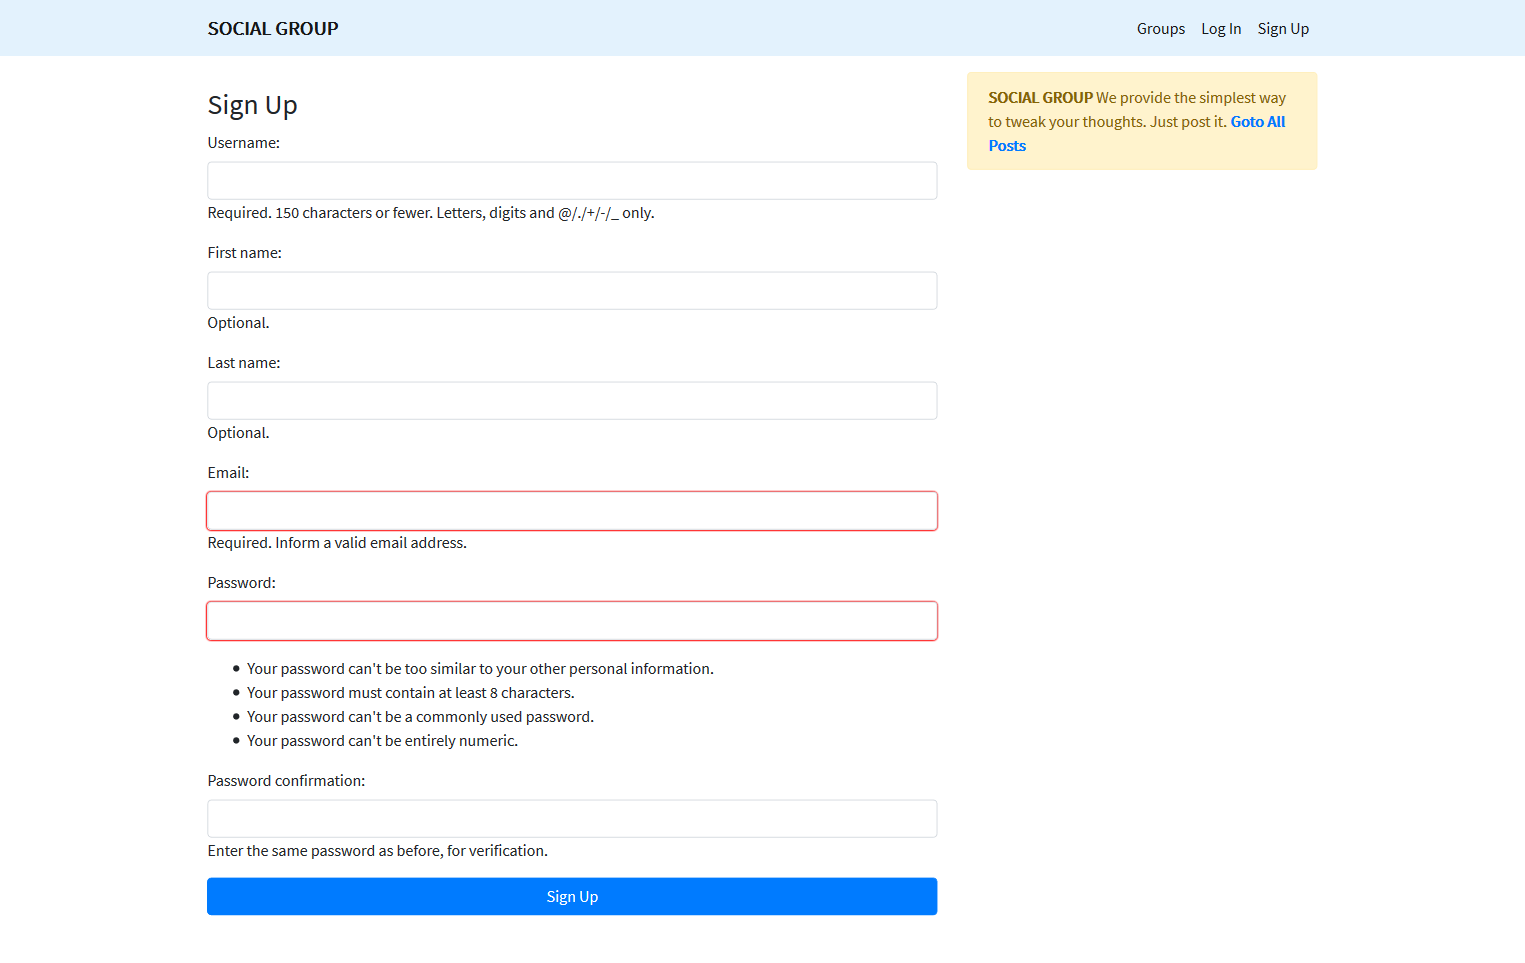 SOCIAL GROUP
Groups Log In Sign Up
Sign Up
Username:
Required. 150 characters or fewer. Letters, digits and @/./+/-/_ only.
First name:
Optional.
Last name:
Optional.
Email:
Required. Inform a valid email address.
Password:
Your password can't be too similar to your other personal information.
Your password must contain at least 8 characters.
Your password can't be a commonly used password.
Your password can't be entirely numeric.
Password confirmation:
Enter the same password as before, for verification.
Sign Up
SOCIAL GROUP We provide the simplest way
to tweak your thoughts. Just post it. Goto All
Posts